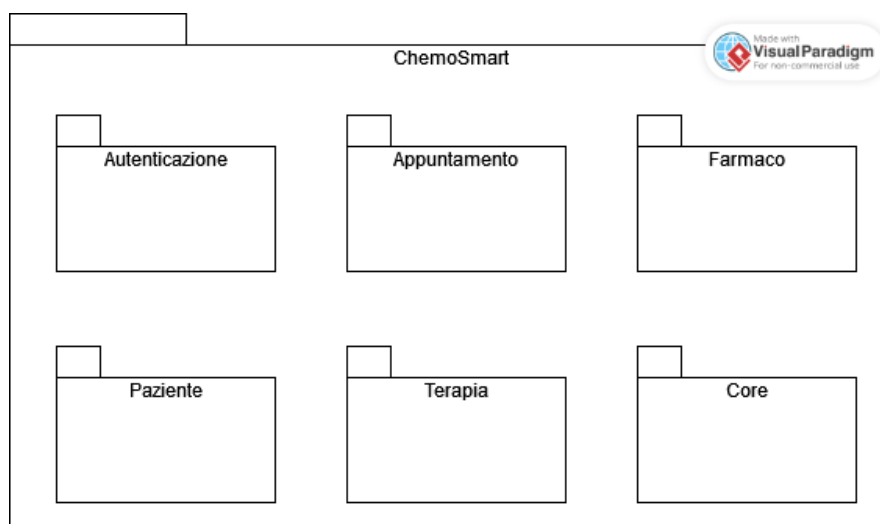 ChemoSmart
Made with
Visual Paradigm
For non-commercial use
Autenticazione
Appuntamento
Farmaco
Paziente
Terapia
Core